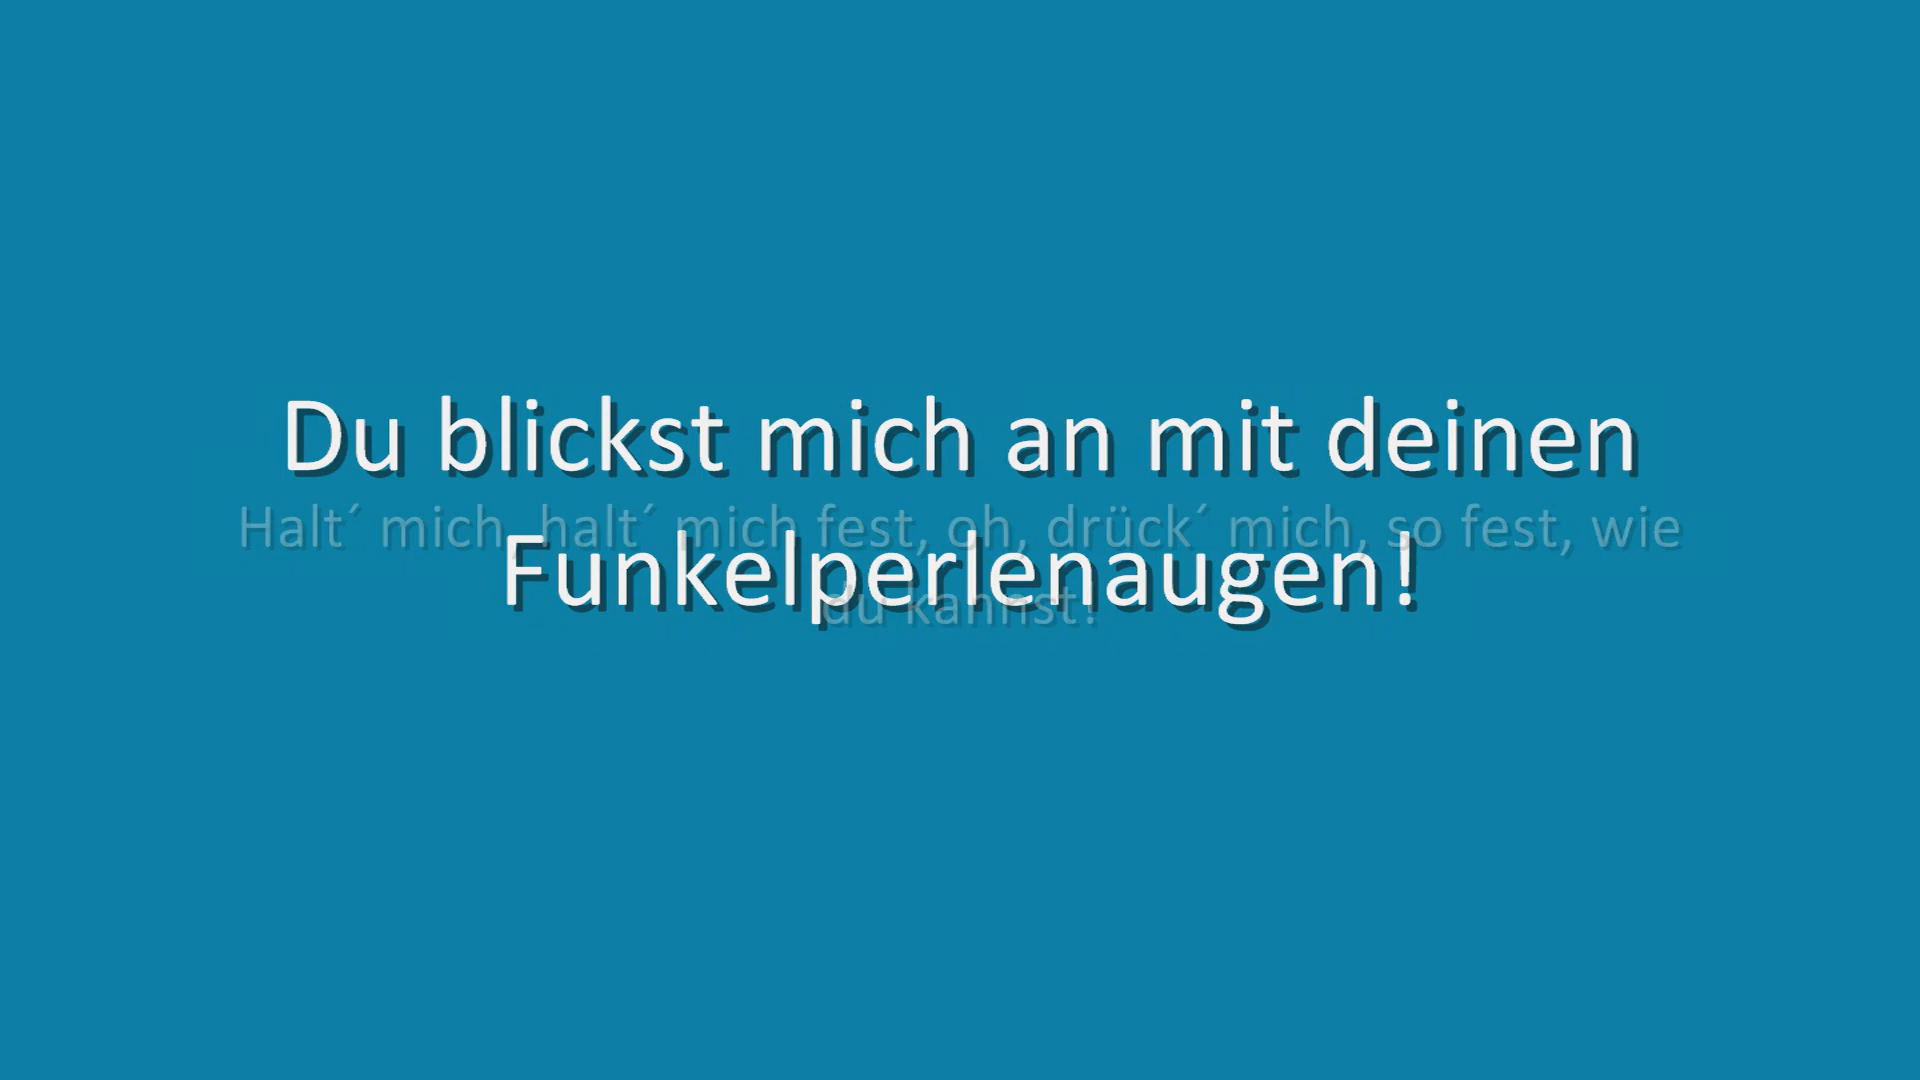 Du blickst mich an mit deinen
Halt´ mich, halt´ mich fest, oh, drück´ mich, so fest, wie
Funkelperlenaugen!
du kannst!